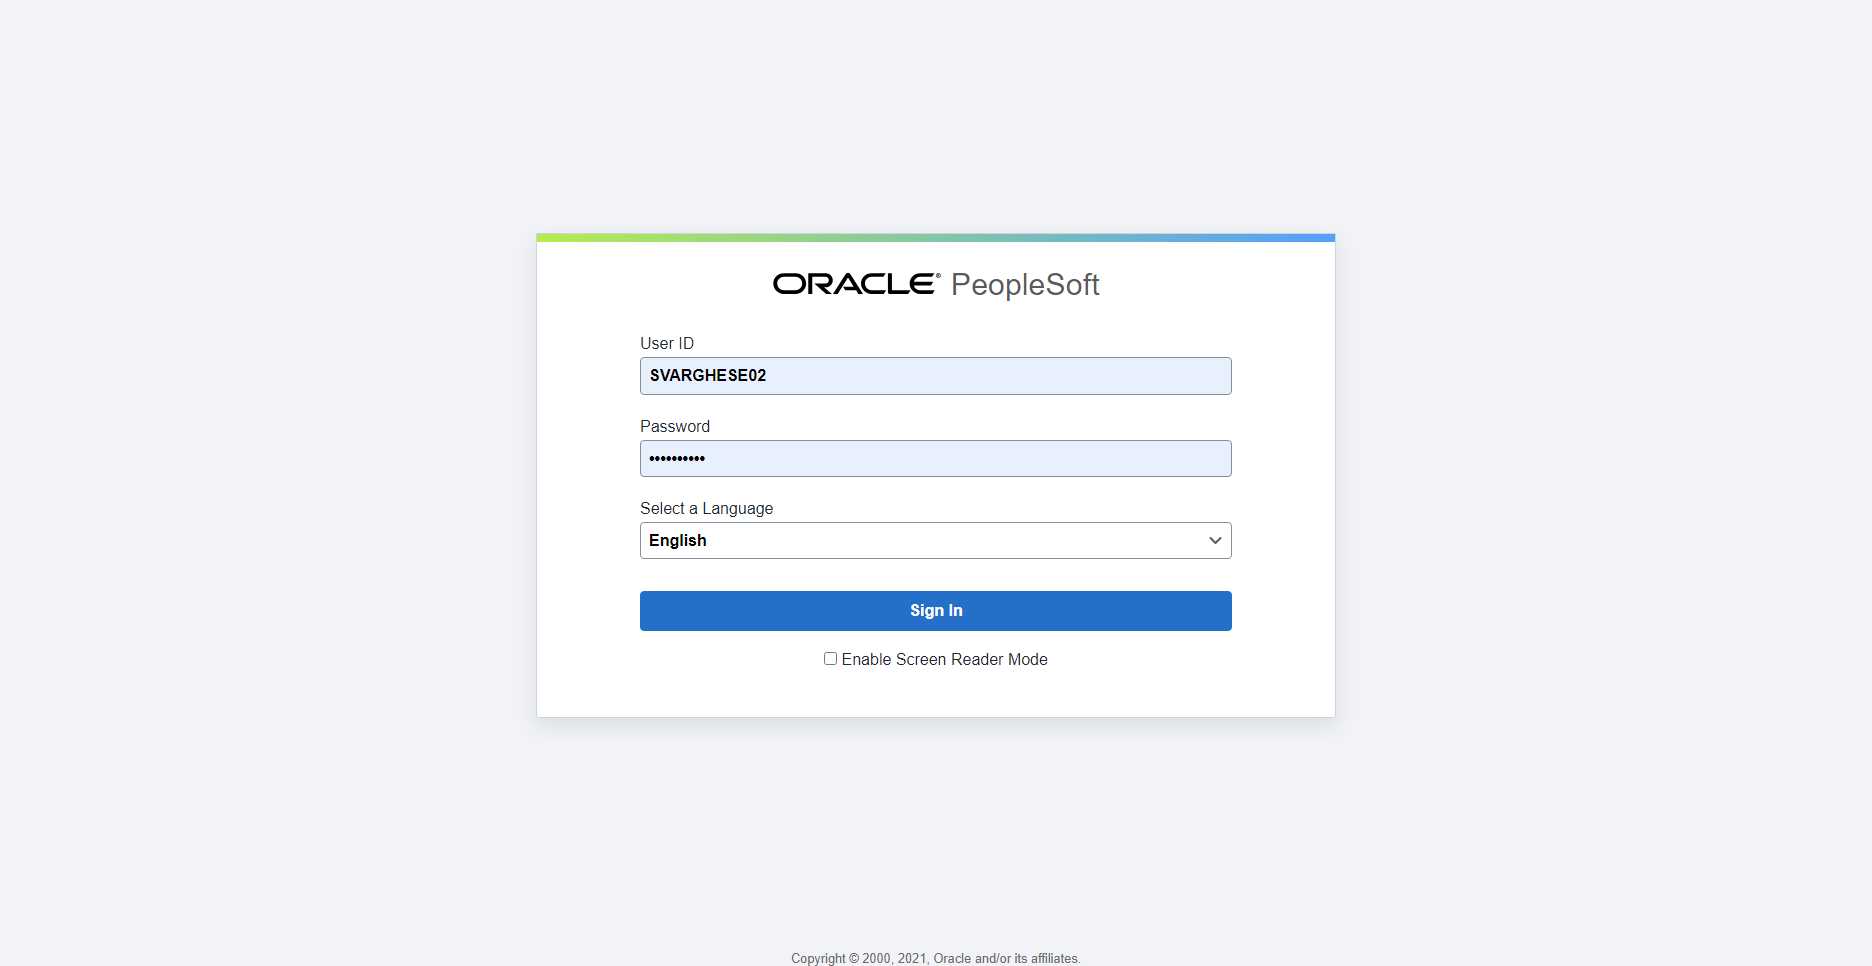 ORACLE® PeopleSoft
User ID
SVARGHESE02
Password
••••••••••
Select a Language
English
Sign In
Enable Screen Reader Mode
Copyright © 2000, 2021, Oracle and/or its affiliates.